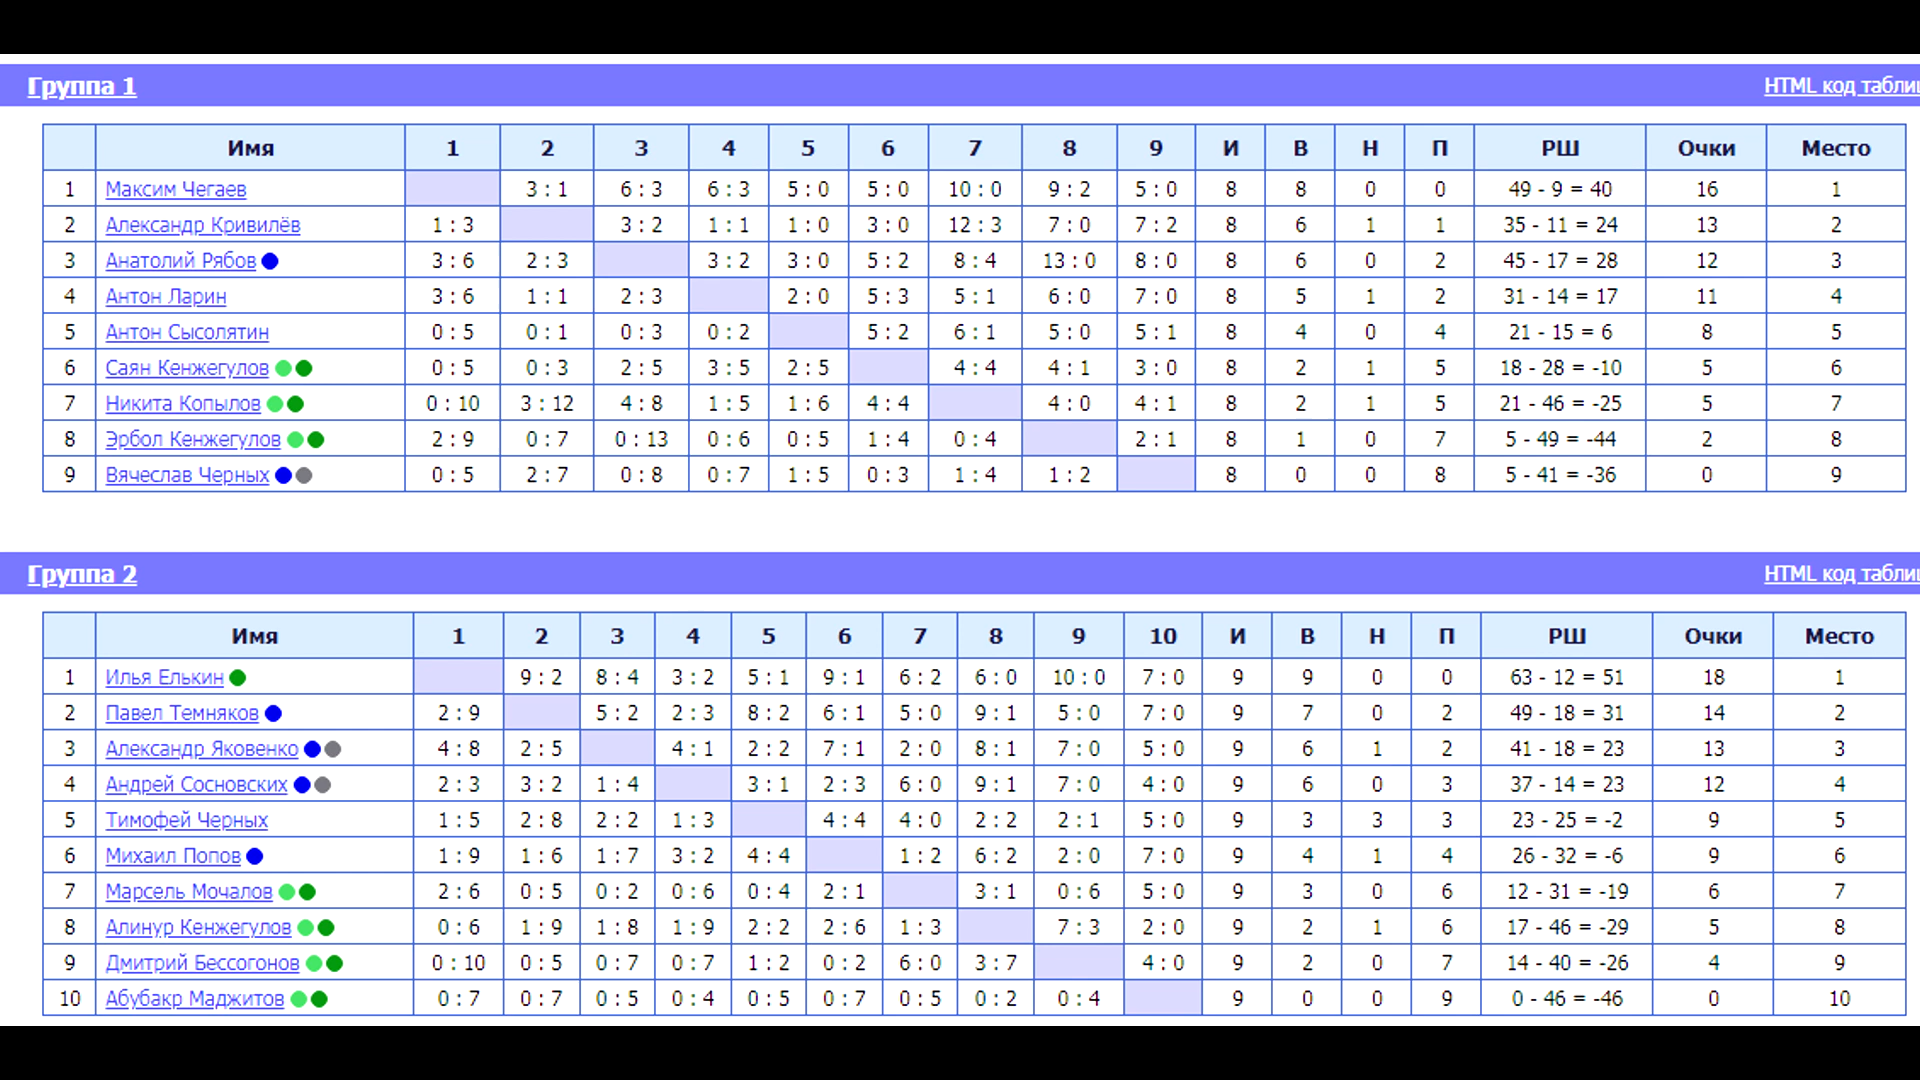 Группа 1 HTML код таблиц
Имя 1 2 3 4 5 6 7 8 9 И В Н П РШ Очки Место
1 Максим Чегаев 3 : 1 6 : 3 6 : 3 5 : 0 5 : 0 10 : 0 9 : 2 5 : 0 8 8 0 0 49 - 9 = 40 16 1
2 Александр Кривилёв 1 : 3 3 : 2 1 : 1 1 : 0 3 : 0 12 : 3 7 : 0 7 : 2 8 6 1 1 35 - 11 = 24 13 2
3 Анатолий Рябов 3 : 6 2 : 3 3 : 2 3 : 0 5 : 2 8 : 4 13 : 0 8 : 0 8 6 0 2 45 - 17 = 28 12 3
4 Антон Ларин 3 : 6 1 : 1 2 : 3 2 : 0 5 : 3 5 : 1 6 : 0 7 : 0 8 5 1 2 31 - 14 = 17 11 4
5 Антон Сысолятин 0 : 5 0 : 1 0 : 3 0 : 2 5 : 2 6 : 1 5 : 0 5 : 1 8 4 0 4 21 - 15 = 6 8 5
6 Саян Кенжегулов 0 : 5 0 : 3 2 : 5 3 : 5 2 : 5 4 : 4 4 : 1 3 : 0 8 2 1 5 18 - 28 = -10 5 6
7 Никита Копылов 0 : 10 3 : 12 4 : 8 1 : 5 1 : 6 4 : 4 4 : 0 4 : 1 8 2 1 5 21 - 46 = -25 5 7
8 Эрбол Кенжегулов 2 : 9 0 : 7 0 : 13 0 : 6 0 : 5 1 : 4 0 : 4 2 : 1 8 1 0 7 5 - 49 = -44 2 8
9 Вячеслав Черных 0 : 5 2 : 7 0 : 8 0 : 7 1 : 5 0 : 3 1 : 4 1 : 2 8 0 0 8 5 - 41 = -36 0 9
Группа 2 HTML код таблиц
Имя 1 2 3 4 5 6 7 8 9 10 И В Н П РШ Очки Место
1 Илья Елькин 9 : 2 8 : 4 3 : 2 5 : 1 9 : 1 6 : 2 6 : 0 10 : 0 7 : 0 9 9 0 0 63 - 12 = 51 18 1
2 Павел Темняков 2 : 9 5 : 2 2 : 3 8 : 2 6 : 1 5 : 0 9 : 1 5 : 0 7 : 0 9 7 0 2 49 - 18 = 31 14 2
3 Александр Яковенко 4 : 8 2 : 5 4 : 1 2 : 2 7 : 1 2 : 0 8 : 1 7 : 0 5 : 0 9 6 1 2 41 - 18 = 23 13 3
4 Андрей Сосновских 2 : 3 3 : 2 1 : 4 3 : 1 2 : 3 6 : 0 9 : 1 7 : 0 4 : 0 9 6 0 3 37 - 14 = 23 12 4
5 Тимофей Черных 1 : 5 2 : 8 2 : 2 1 : 3 4 : 4 4 : 0 2 : 2 2 : 1 5 : 0 9 3 3 3 23 - 25 = -2 9 5
6 Михаил Попов 1 : 9 1 : 6 1 : 7 3 : 2 4 : 4 1 : 2 6 : 2 2 : 0 7 : 0 9 4 1 4 26 - 32 = -6 9 6
7 Марсель Мочалов 2 : 6 0 : 5 0 : 2 0 : 6 0 : 4 2 : 1 3 : 1 0 : 6 5 : 0 9 3 0 6 12 - 31 = -19 6 7
8 Алинур Кенжегулов 0 : 6 1 : 9 1 : 8 1 : 9 2 : 2 2 : 6 1 : 3 7 : 3 2 : 0 9 2 1 6 17 - 46 = -29 5 8
9 Дмитрий Бессогонов 0 : 10 0 : 5 0 : 7 0 : 7 1 : 2 0 : 2 6 : 0 3 : 7 4 : 0 9 2 0 7 14 - 40 = -26 4 9
10 Абубакр Маджитов 0 : 7 0 : 7 0 : 5 0 : 4 0 : 5 0 : 7 0 : 5 0 : 2 0 : 4 9 0 0 9 0 - 46 = -46 0 10